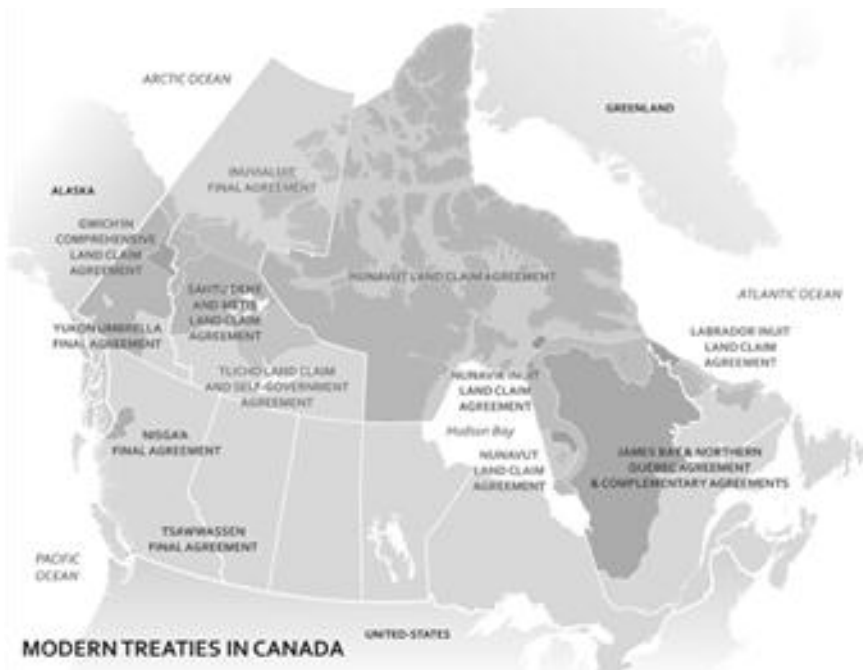 ARCTIC OCEAN
GREENLAND
INUVIALUIT
FINAL AGREEMENT
ALASKA
GWICH'IN
COMPREHENSIVE
LAND CLAIM
AGREEMENT
NUNAVUT LAND CLAIM AGREEMENT
SAHTU DENE
AND METIS
LAND CLAIM
AGREEMENT
ATLANTIC OCEAN
YUKON UMBRELLA
FINAL AGREEMENT
LABRADOR INUIT
LAND CLAIM
AGREEMENT
TLICHO LAND CLAIM
AND SELF-GOVERNMENT
AGREEMENT
NUNAVIK INUIT
LAND CLAIM
AGREEMENT
Hudson Bay
NISGA'A
FINAL AGREEMENT
NUNAVUT
LAND CLAIM
AGREEMENT
JAMES BAY & NORTHERN
QUEBEC AGREEMENT
& COMPLEMENTARY AGREEMENTS
TSAWWASSEN
FINAL AGREEMENT
PACIFIC
OCEAN
UNITED-STATES
MODERN TREATIES IN CANADA